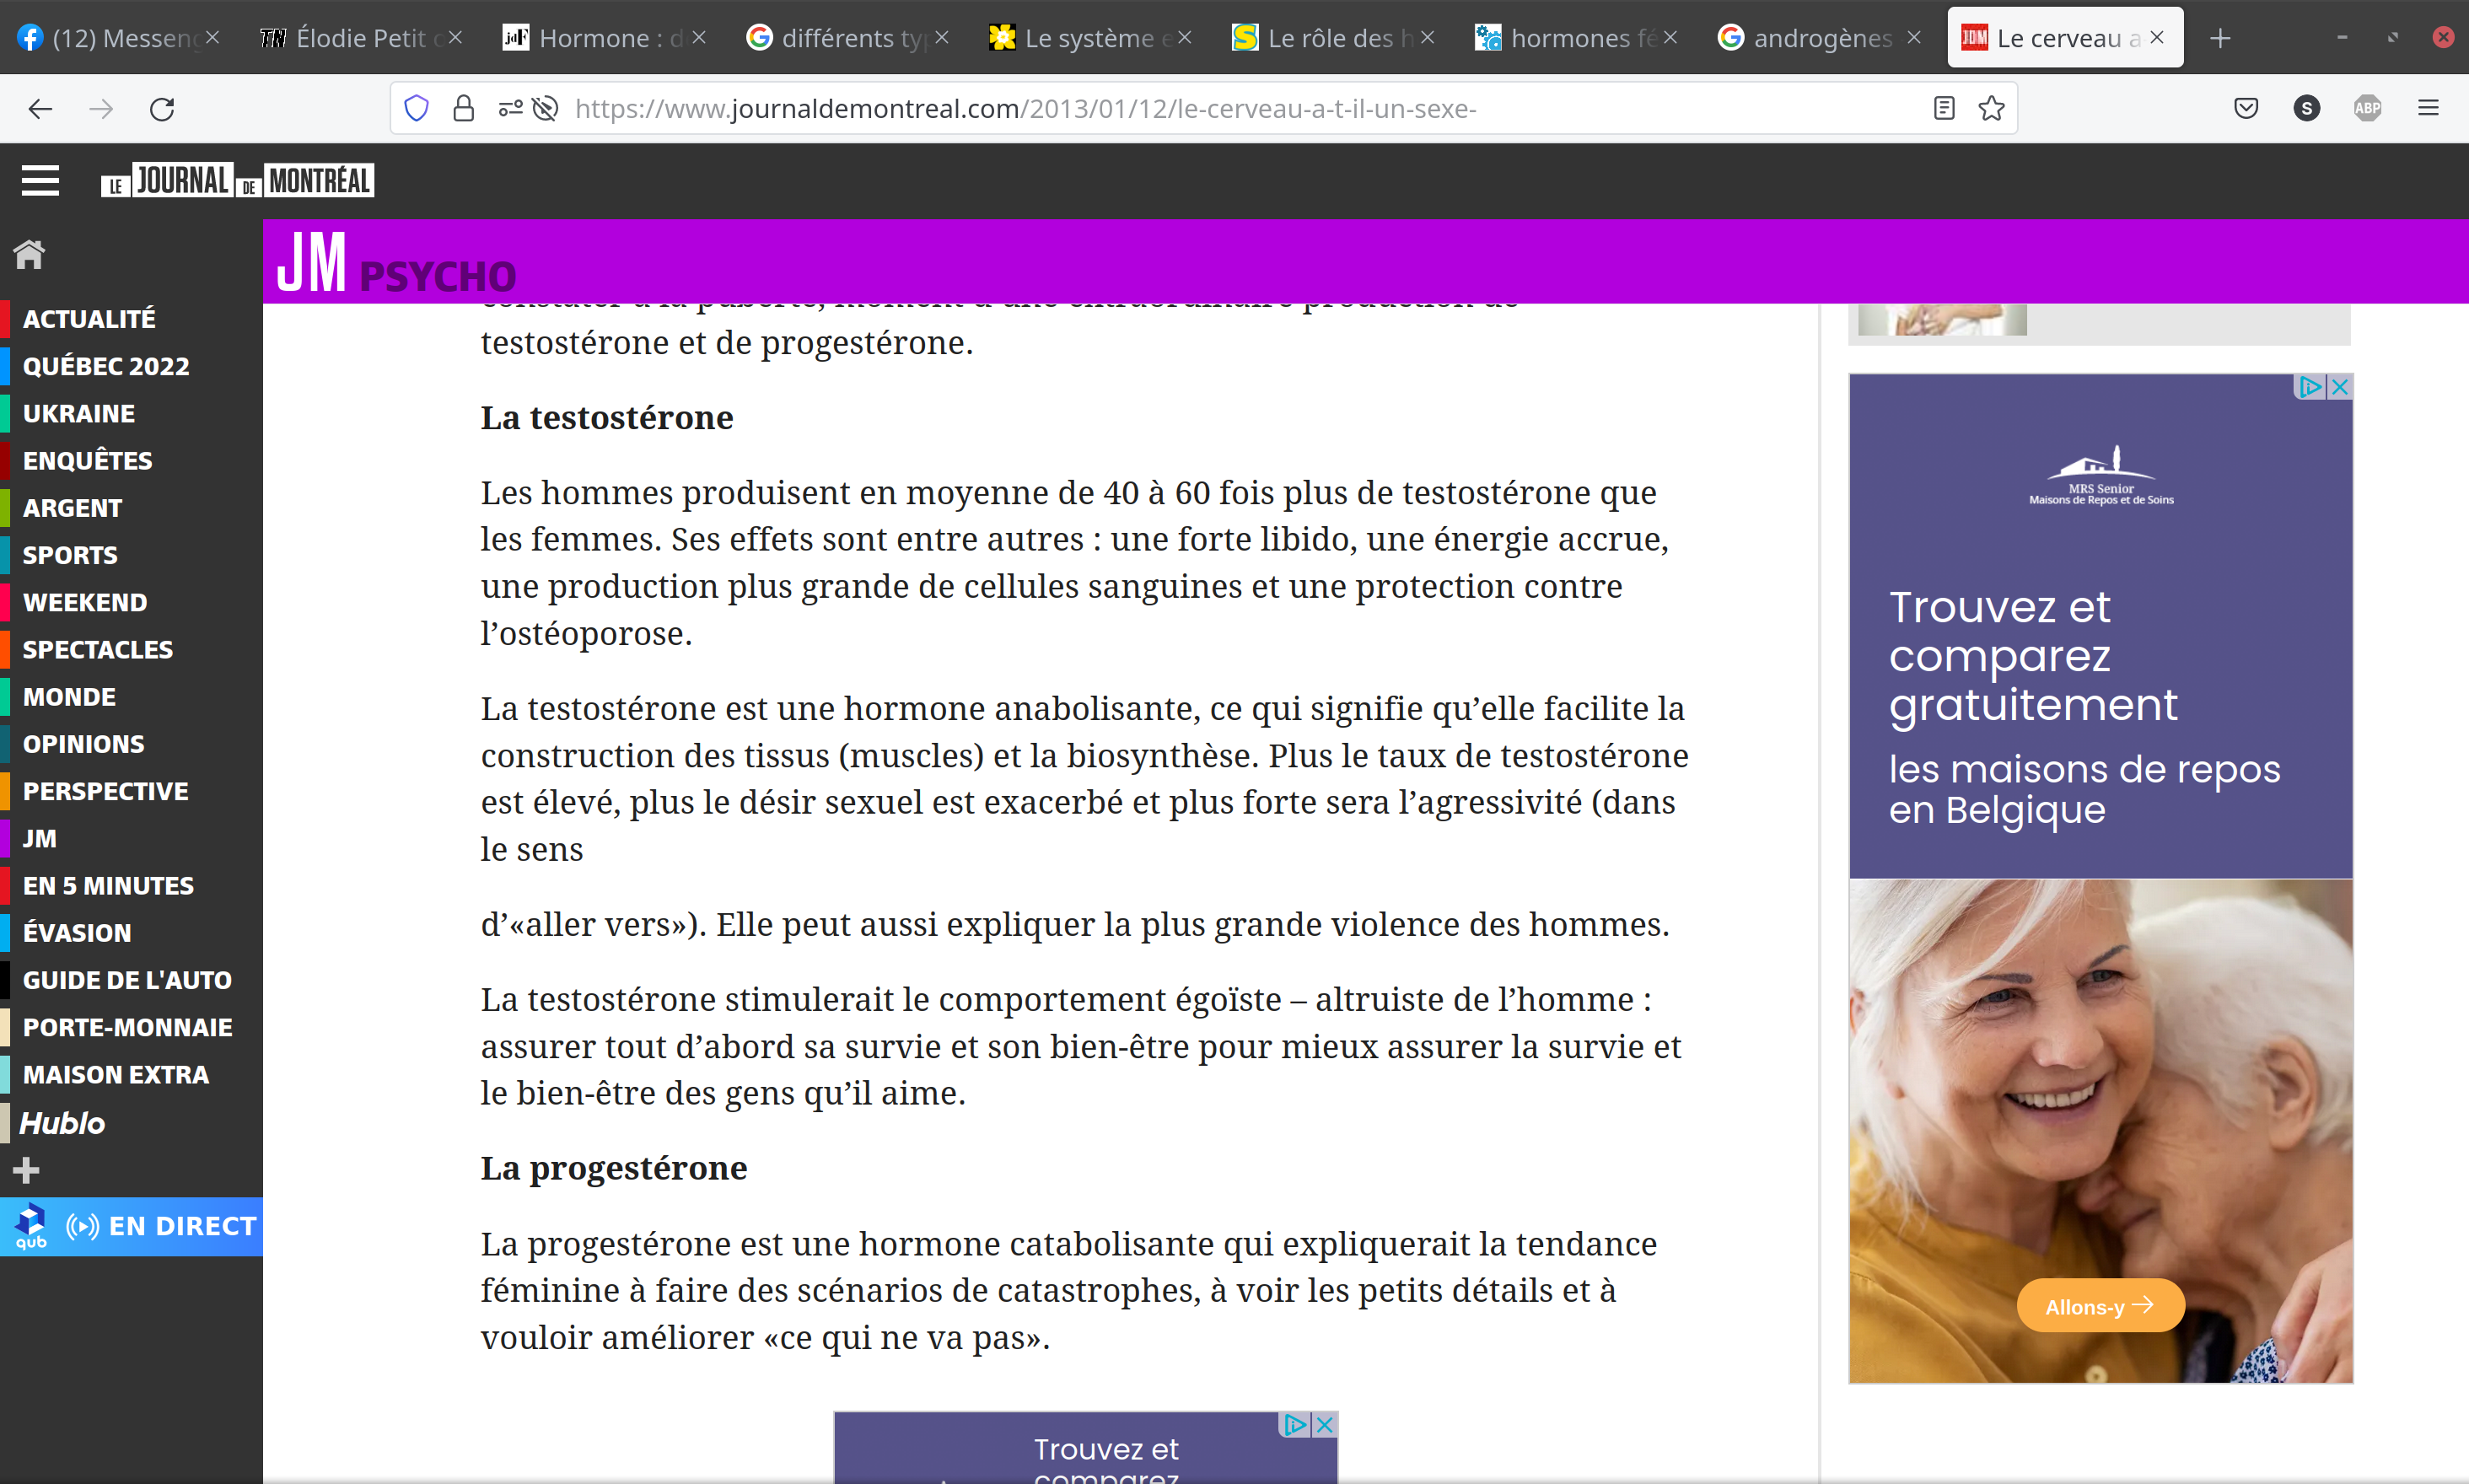 (12) Messeng
Élodie Petit
Hormone : d
différents typ
Le système e
Le rôle des h
hormones fé
androgènes
Le cerveau a
https://www.journaldemontreal.com/2013/01/12/le-cerveau-a-t-il-un-sexe-
S
ABP
LE JOURNAL DE MONTRÉAL
JM PSYCHO
ACTUALITÉ
QUÉBEC 2022
UKRAINE
ENQUÊTES
ARGENT
SPORTS
WEEKEND
SPECTACLES
MONDE
OPINIONS
PERSPECTIVE
JM
EN 5 MINUTES
ÉVASION
GUIDE DE L'AUTO
PORTE-MONNAIE
MAISON EXTRA
Hublo
qub EN DIRECT
testostérone et de progestérone.
La testostérone
Les hommes produisent en moyenne de 40 à 60 fois plus de testostérone que
les femmes. Ses effets sont entre autres : une forte libido, une énergie accrue,
une production plus grande de cellules sanguines et une protection contre
l’ostéoporose.
La testostérone est une hormone anabolisante, ce qui signifie qu’elle facilite la
construction des tissus (muscles) et la biosynthèse. Plus le taux de testostérone
est élevé, plus le désir sexuel est exacerbé et plus forte sera l’agressivité (dans
le sens
d’«aller vers»). Elle peut aussi expliquer la plus grande violence des hommes.
La testostérone stimulerait le comportement égoïste – altruiste de l’homme :
assurer tout d’abord sa survie et son bien-être pour mieux assurer la survie et
le bien-être des gens qu’il aime.
La progestérone
La progestérone est une hormone catabolisante qui expliquerait la tendance
féminine à faire des scénarios de catastrophes, à voir les petits détails et à
vouloir améliorer «ce qui ne va pas».
Trouvez et
comparez
MRS Senior
Maisons de Repos et de Soins
Trouvez et
comparez
gratuitement
les maisons de repos
en Belgique
Allons-y